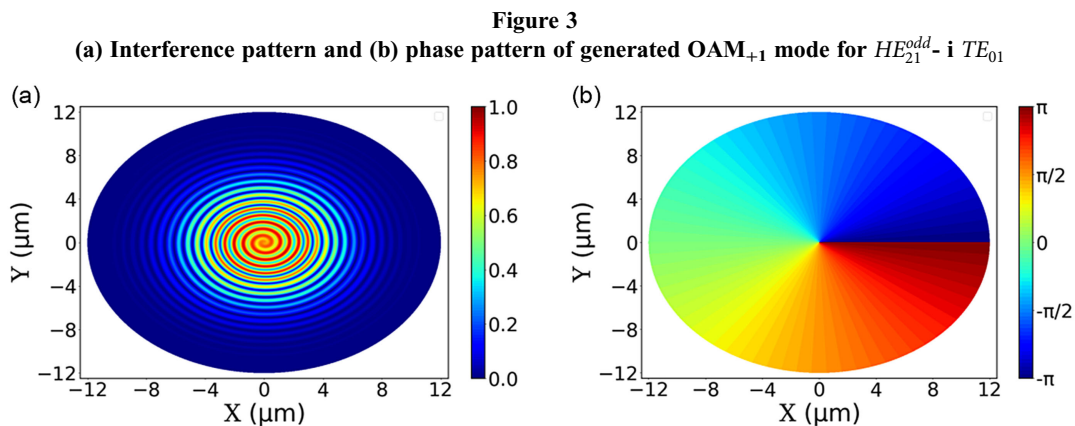 Figure 3
(a) Interference pattern and (b) phase pattern of generated OAM+1 mode for HE21odd- i TE01
(a)
12
8
4
0
−4
−8
−12
Y (μm)
−12 −8 −4 0 4 8 12
X (μm)
1.0
0.8
0.6
0.4
0.2
0.0
(b)
12
8
4
0
−4
−8
−12
Y (μm)
−12 −8 −4 0 4 8 12
X (μm)
π
π/2
0
-π/2
-π